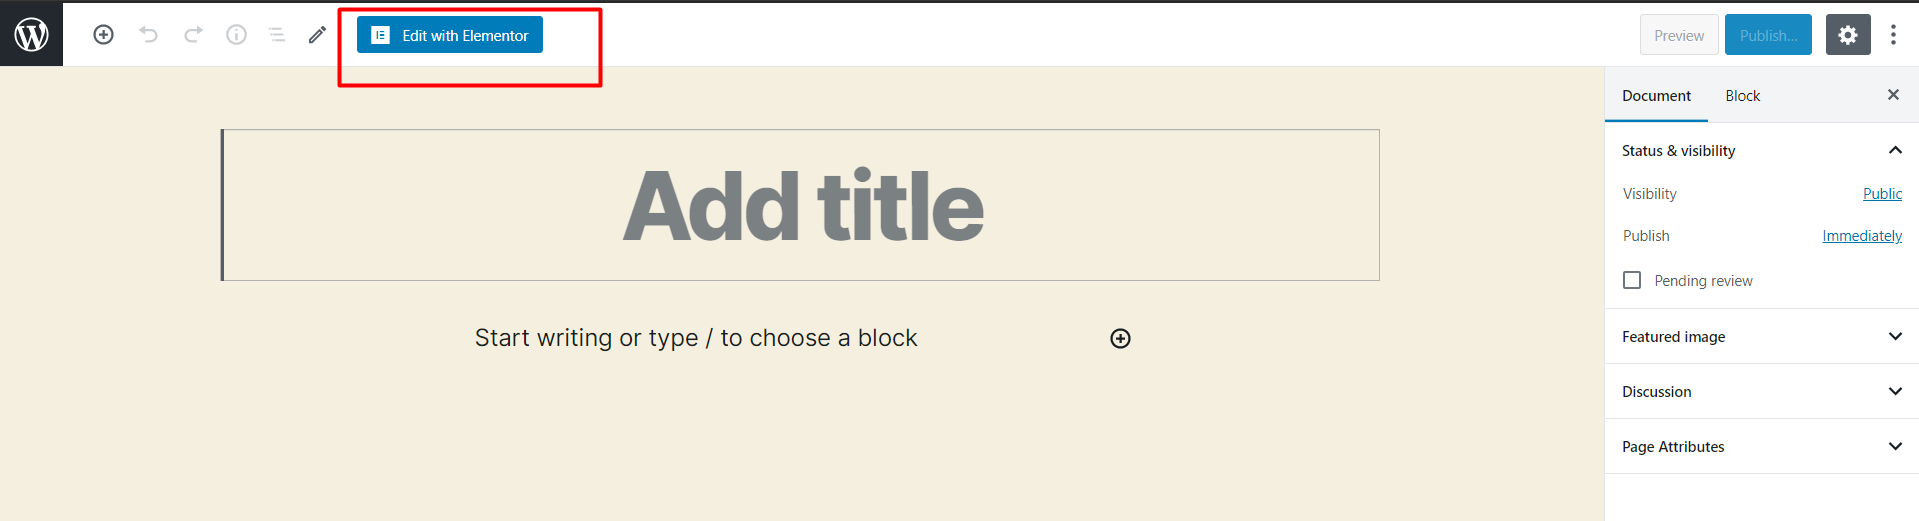 Edit with Elementor
Preview
Publish...
Document
Block
Add title
Start writing or type / to choose a block
Status & visibility
Visibility
Public
Publish
Immediately
Pending review
Featured image
Discussion
Page Attributes